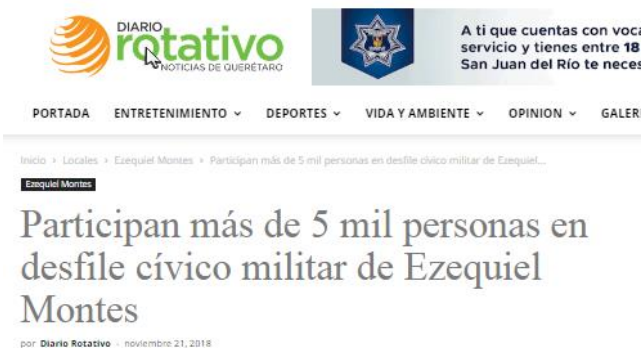 DIARIO
rotativo
NOTICIAS DE QUERÉTARO
A ti que cuentas con voca
servicio y tienes entre 18
San Juan del Río te neces
PORTADA ENTRETENIMIENTO DEPORTES VIDA Y AMBIENTE OPINION GALERI
Inicio › Locales › Ezequiel Montes › Participan más de 5 mil personas en desfile cívico militar de Ezequiel...
Ezequiel Montes
Participan más de 5 mil personas en
desfile cívico militar de Ezequiel
Montes
por Diario Rotativo - noviembre 21, 2018